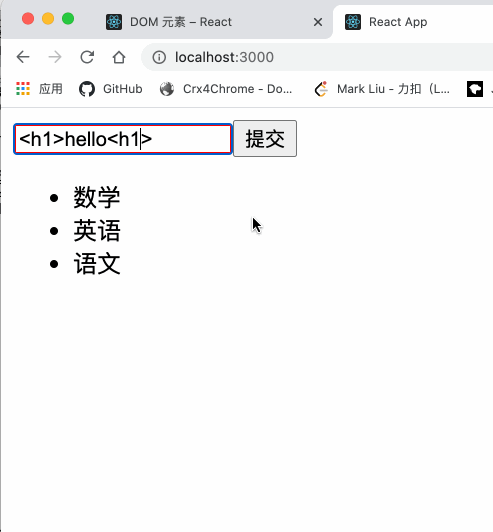 DOM 元素 – React
React App
localhost:3000
应用 GitHub Crx4Chrome - Do... Mark Liu - 力扣（L...
<h1>hello<h1> 提交
数学
英语
语文